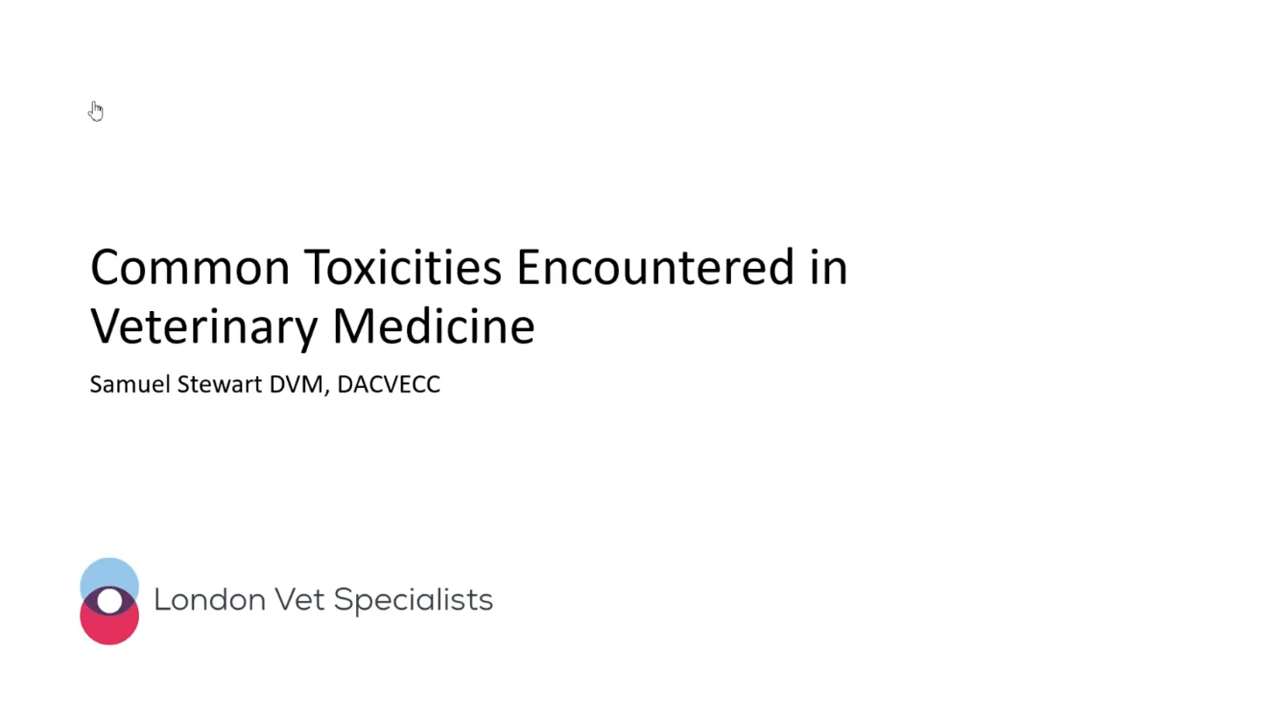 Common Toxicities Encountered in
Veterinary Medicine
Samuel Stewart DVM, DACVECC
London Vet Specialists